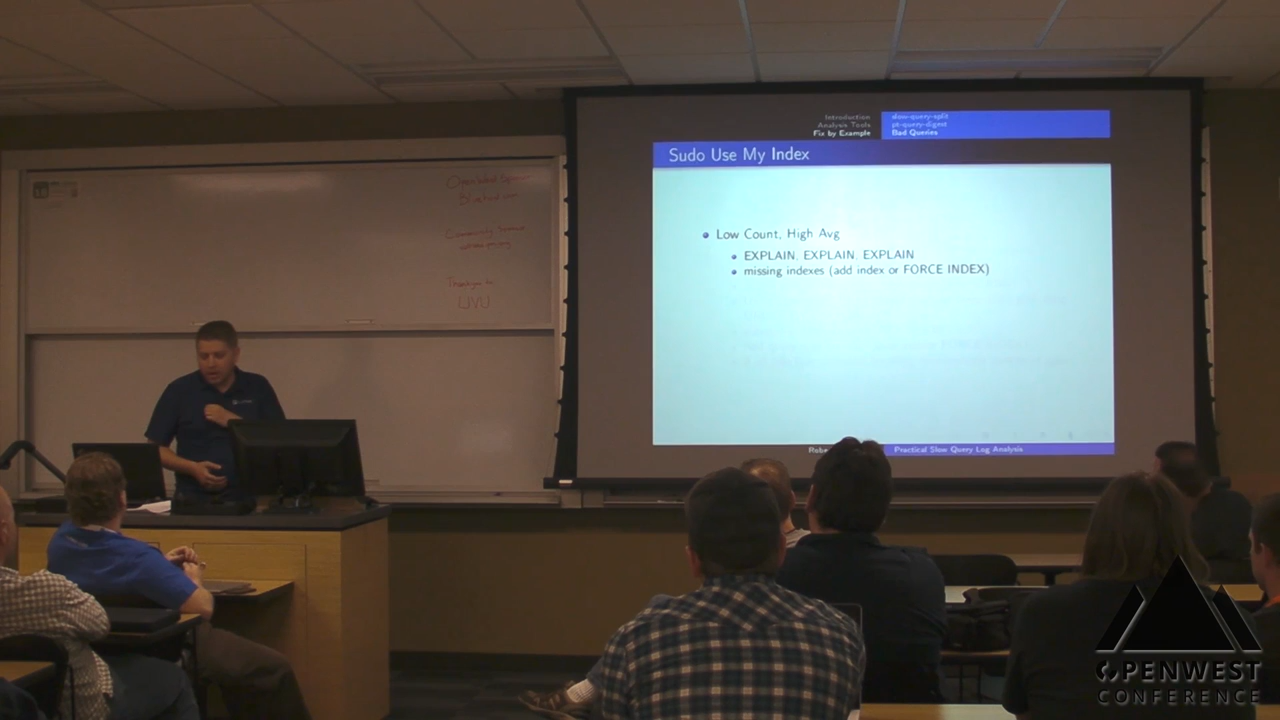 Introduction
Analysis Tools
Fix by Example
slow-query-split
pt-query-digest
Bad Queries
Sudo Use My Index
Low Count, High Avg
EXPLAIN, EXPLAIN, EXPLAIN
missing indexes (add index or FORCE INDEX)
Practical Slow Query Log Analysis
Thankyou to
UVU
OPENWEST
CONFERENCE